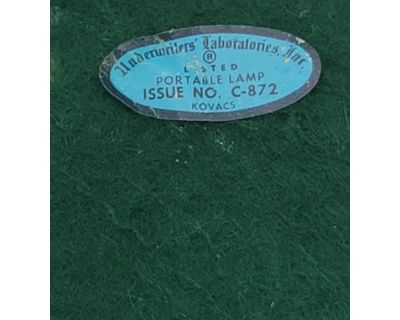 Underwriters' Laboratories, Inc.
®
LISTED
PORTABLE LAMP
ISSUE NO. C-872
KOVACS